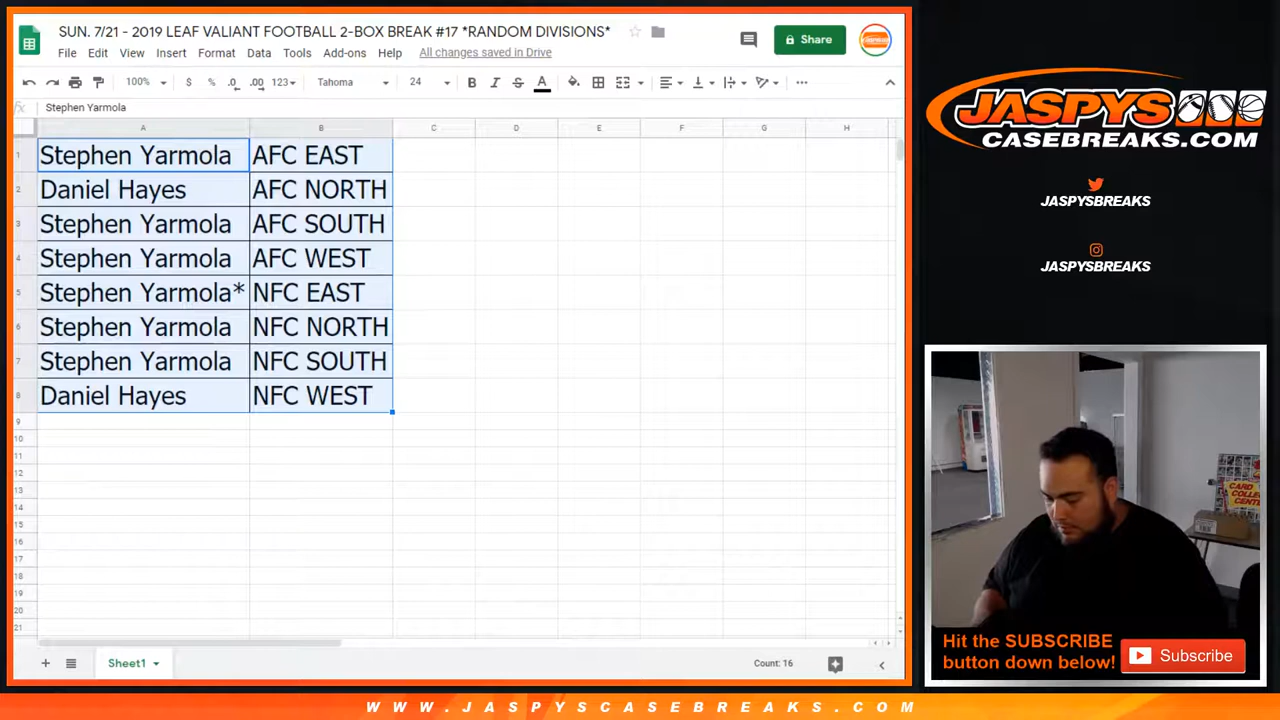 SUN. 7/21 - 2019 LEAF VALIANT FOOTBALL 2-BOX BREAK #17 *RANDOM DIVISIONS*
File Edit View Insert Format Data Tools Add-ons Help All changes saved in Drive
Share
100% $ % .0 .00 123 Tahoma 24 B I S A
fx Stephen Yarmola
A B C D E F G H
1 Stephen Yarmola AFC EAST
2 Daniel Hayes AFC NORTH
3 Stephen Yarmola AFC SOUTH
4 Stephen Yarmola AFC WEST
5 Stephen Yarmola* NFC EAST
6 Stephen Yarmola NFC NORTH
7 Stephen Yarmola NFC SOUTH
8 Daniel Hayes NFC WEST
9
10
11
12
13
14
15
16
17
18
19
20
21
Sheet1
Count: 16
JASPYS
CASEBREAKS.COM
JASPYSBREAKS
JASPYSBREAKS
CARD
COLLE
CENT
Hit the SUBSCRIBE
button down below!
Subscribe
WWW.JASPYSCASEBREAKS.COM